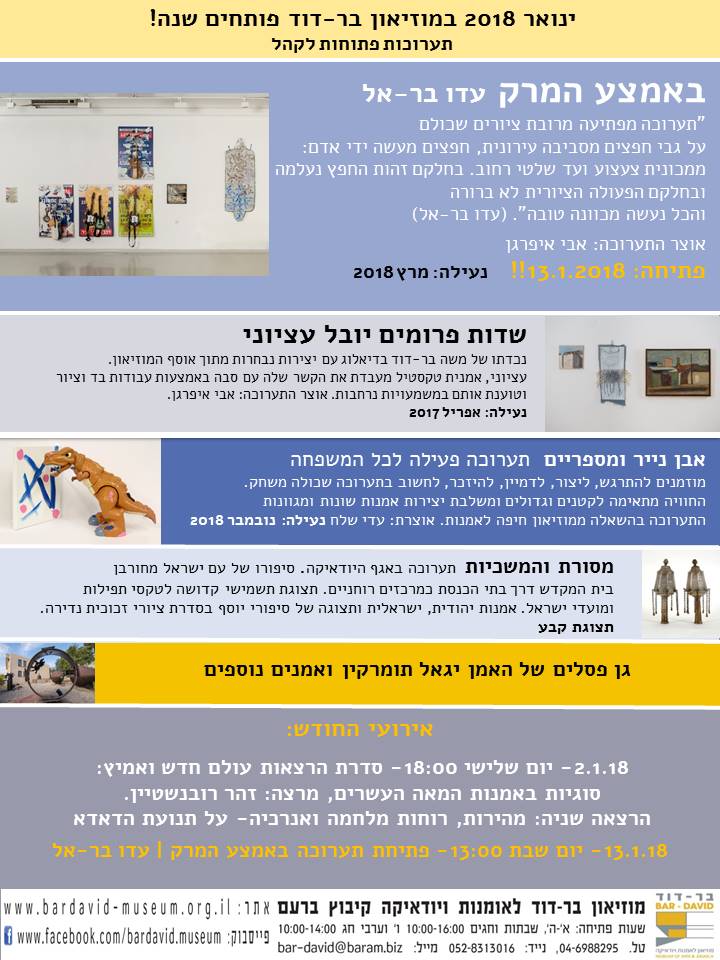 ינואר 2018 במוזיאון בר-דוד פותחים שנה!
תערוכות פתוחות לקהל
באמצע המרק עדו בר-אל
"תערוכה מפתיעה מרובת ציורים שכולם
על גבי חפצים מסביבה עירונית, חפצים מעשה ידי אדם:
ממכונית צעצוע ועד שלטי רחוב. בחלקם זהות החפץ נעלמה
ובחלקם הפעולה הציורית לא ברורה
והכל נעשה מכוונה טובה". (עדו בר-אל)
אוצר התערוכה: אבי איפרגן
פתיחה: 13.1.2018!! נעילה: מרץ 2018
שדות פרומים יובל עציוני
נכדתו של משה בר-דוד בדיאלוג עם יצירות נבחרות מתוך אוסף המוזיאון.
עציוני, אמנית טקסטיל מעבדת את הקשר שלה עם סבה באמצעות עבודות בד וציור
וטוענת אותם במשמעויות נרחבות. אוצר התערוכה: אבי איפרגן.
נעילה: אפריל 2017
אבן נייר ומספריים תערוכה פעילה לכל המשפחה
מוזמנים להתרגש, ליצור, לדמיין, להיזכר, לחשוב בתערוכה שכולה משחק.
החוויה מתאימה לקטנים וגדולים ומשלבת יצירות אמנות שונות ומגוונות
התערוכה בהשאלה ממוזיאון חיפה לאמנות. אוצרת: עדי שלח נעילה: נובמבר 2018
מסורת והמשכיות תערוכה באגף היודאיקה. סיפורו של עם ישראל מחורבן
בית המקדש דרך בתי הכנסת כמרכזים רוחניים. תצוגת תשמישי קדושה לטקסי תפילות
ומועדי ישראל. אמנות יהודית, ישראלית ותצוגה של סיפורי יוסף בסדרת ציורי זכוכית נדירה.
תצוגת קבע
גן פסלים של האמן יגאל תומרקין ואמנים נוספים
אירועי החודש:
2.1.18- יום שלישי 18:00- סדרת הרצאות עולם חדש ואמיץ:
סוגיות באמנות המאה העשרים, מרצה: זהר רובנשטיין.
הרצאה שניה: מהירות, רוחות מלחמה ואנרכיה- על תנועת הדאדא
13.1.18- יום שבת 13:00- פתיחת תערוכה באמצע המרק | עדו בר-אל
בר-דוד
BAR-DAVID
מוזיאון לאמנות ויודאיקה
MUSEUM OF ART & JUDAICA
מוזיאון בר-דוד לאומנות ויודאיקה קיבוץ ברעם
שעות פתיחה: א'-ה', שבתות וחגים 10:00-16:00 ו' וערבי חג 10:00-14:00
טל. 04-6988295, נייד: 052-8313016 מייל: bar-david@baram.biz
אתר: www.bardavid-museum.org.il
פייסבוק: www.facebook.com/bardavid.museum